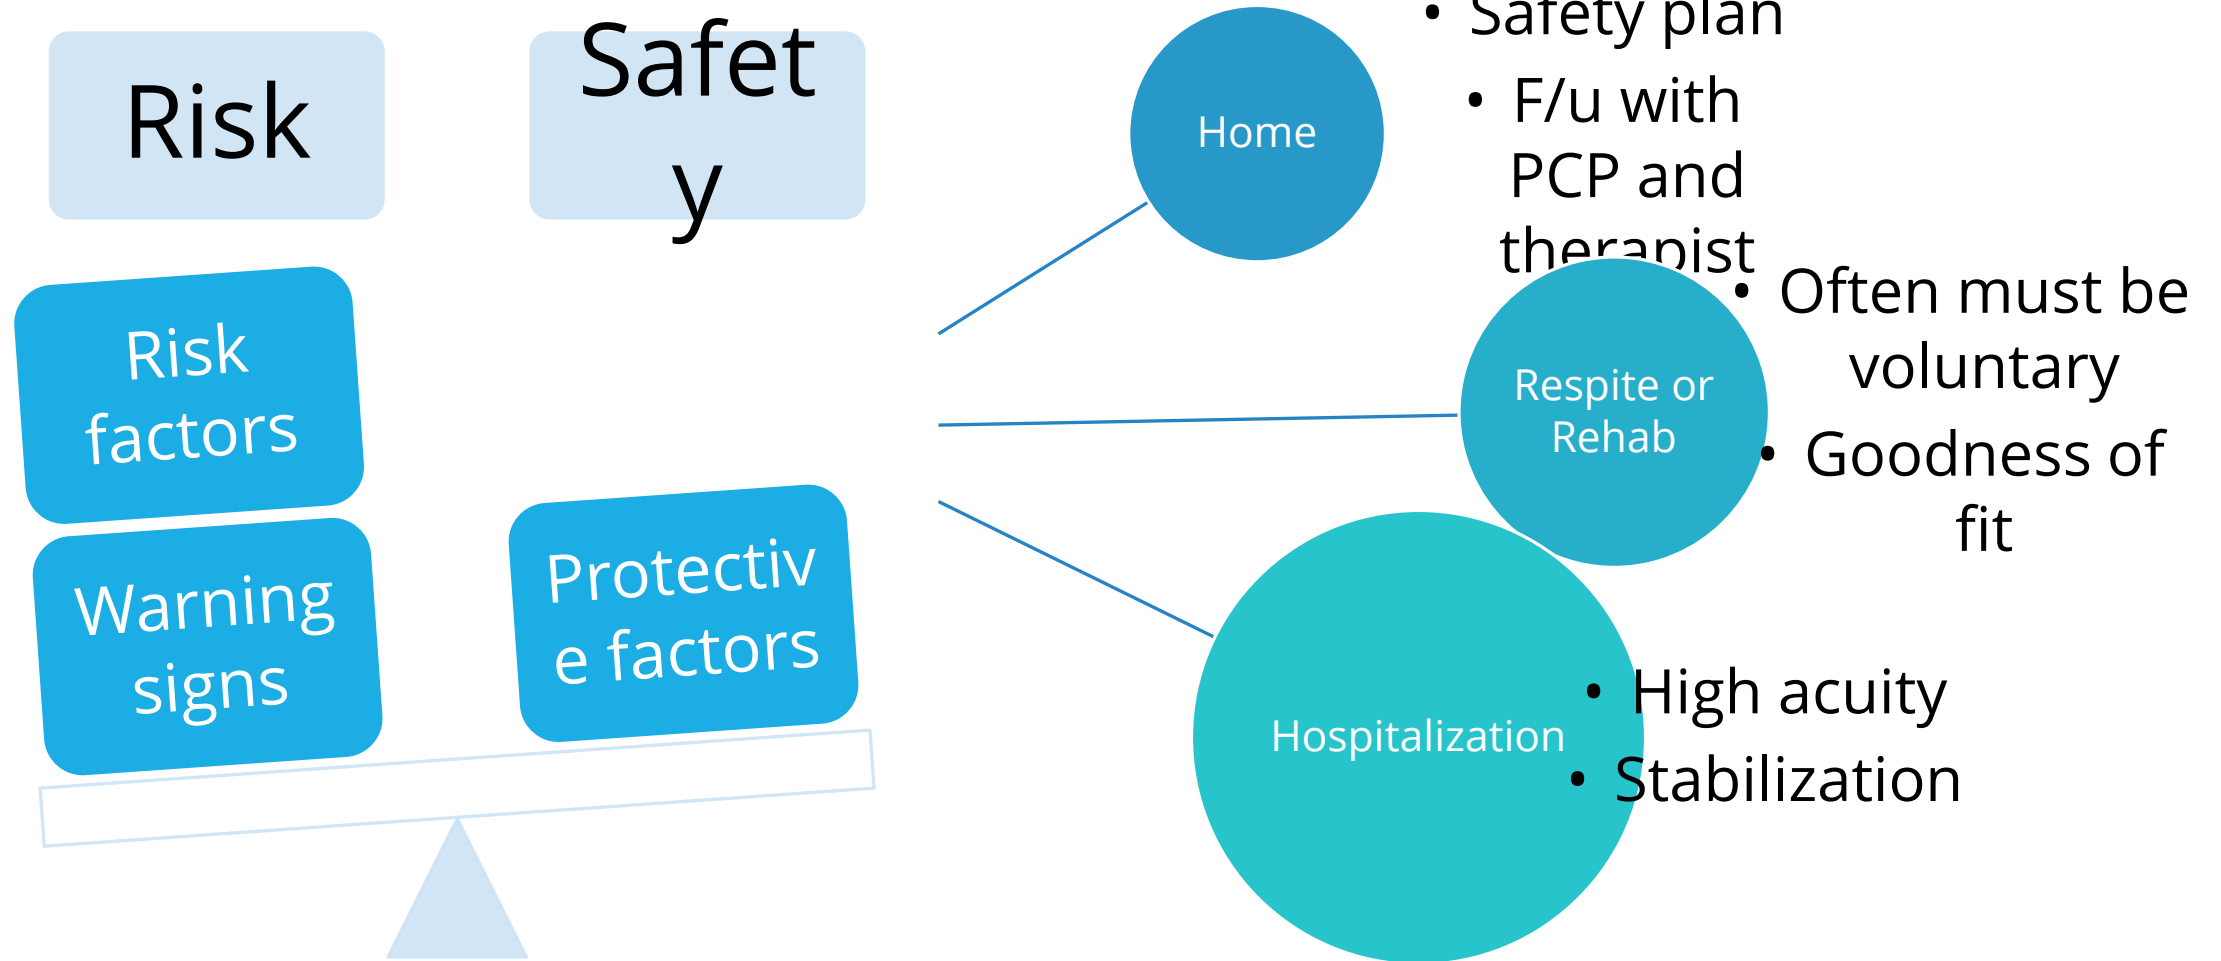 Risk
Safet
y
Risk
factors
Warning
signs
Protectiv
e factors
Home
• Safety plan
• F/u with
PCP and
therapist
Respite or
Rehab
• Often must be
voluntary
• Goodness of
fit
Hospitalization
• High acuity
• Stabilization